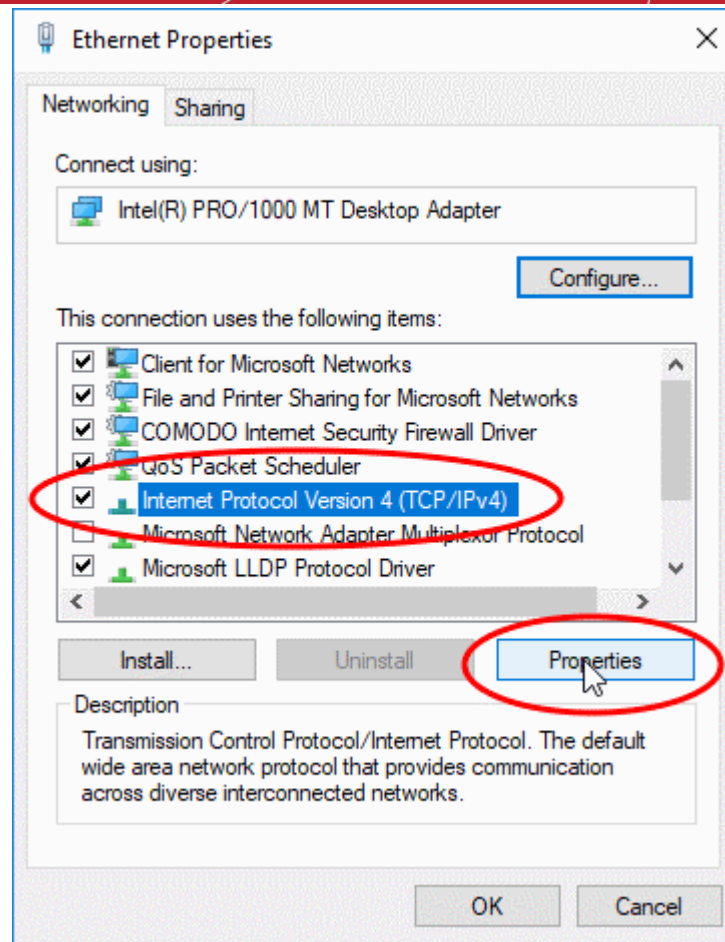 Ethernet Properties
Networking
Sharing
Connect using:
Intel(R) PRO/1000 MT Desktop Adapter
Configure...
This connection uses the following items:
Client for Microsoft Networks
File and Printer Sharing for Microsoft Networks
COMODO Internet Security Firewall Driver
QoS Packet Scheduler
Internet Protocol Version 4 (TCP/IPv4)
Microsoft Network Adapter Multiplexor Protocol
Microsoft LLDP Protocol Driver
Install...
Uninstall
Properties
Description
Transmission Control Protocol/Internet Protocol. The default
wide area network protocol that provides communication
across diverse interconnected networks.
OK
Cancel